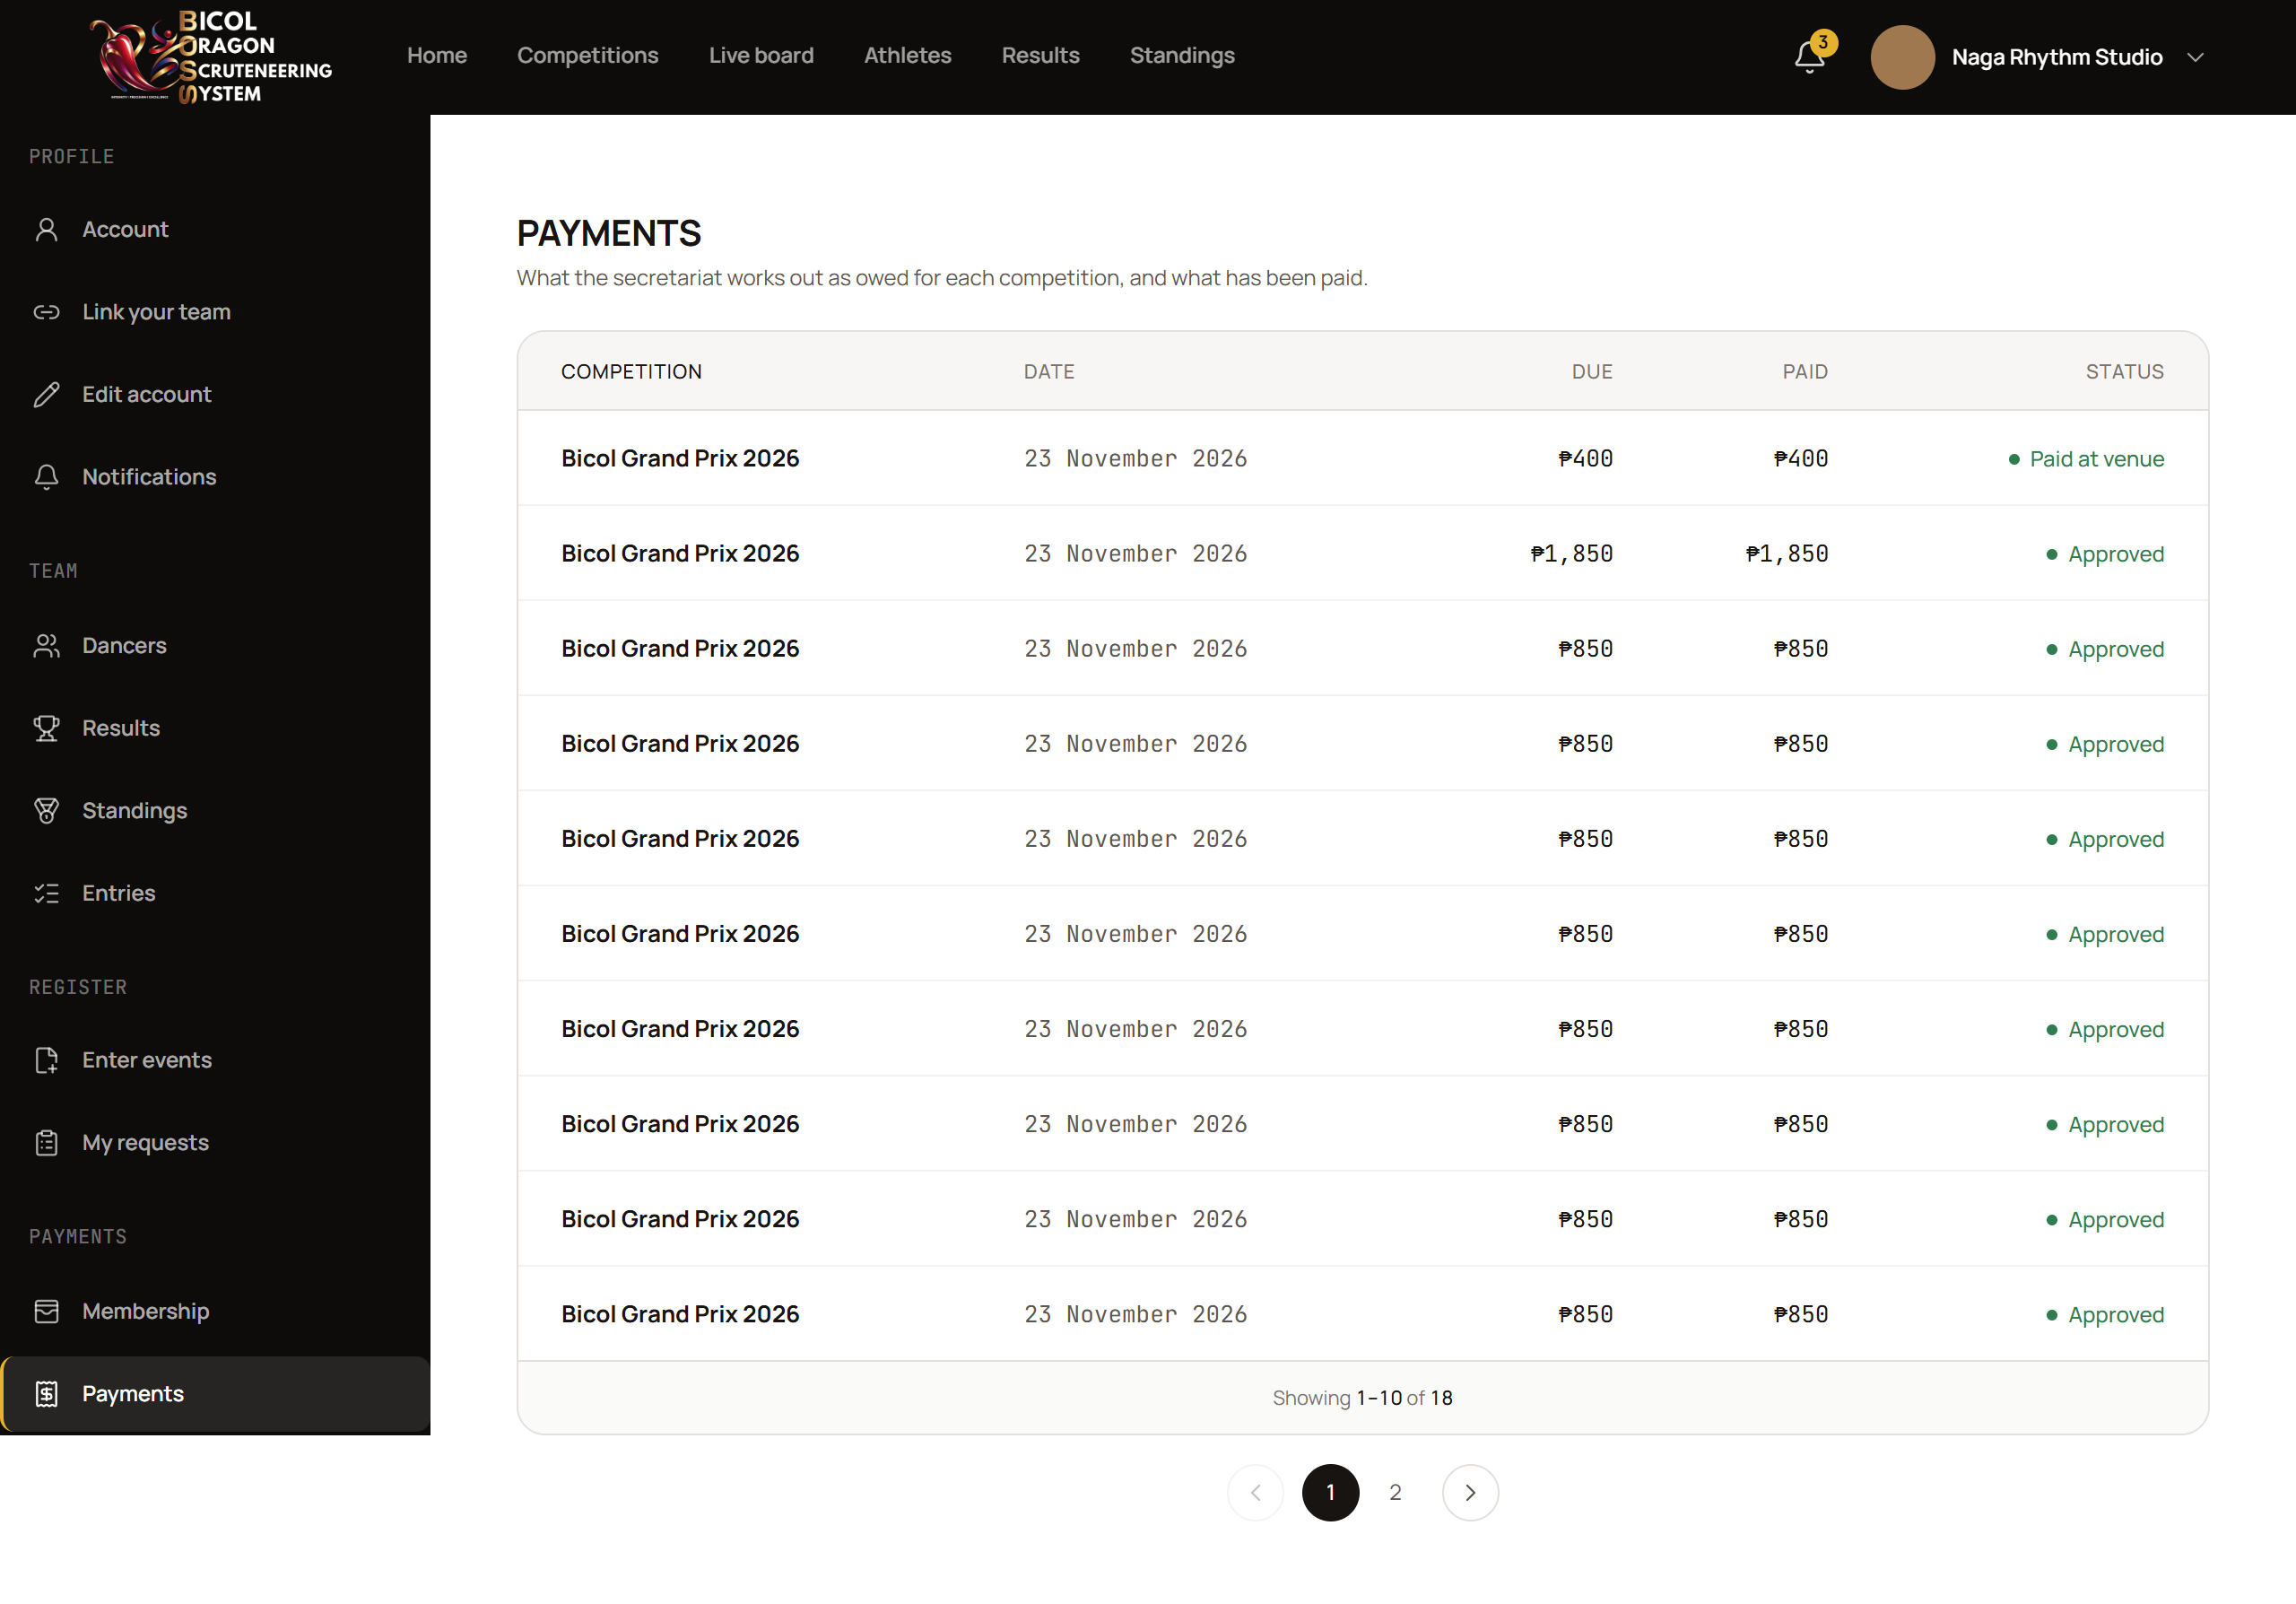 BICOL
DRAGON
SCRUTENEERING
SYSTEM
Home
Competitions
Live board
Athletes
Results
Standings
3
Naga Rhythm Studio
PROFILE
Account
Link your team
Edit account
Notifications
TEAM
Dancers
Results
Standings
Entries
REGISTER
Enter events
My requests
PAYMENTS
Membership
Payments
PAYMENTS
What the secretariat works out as owed for each competition, and what has been paid.
COMPETITION DATE DUE PAID STATUS
Bicol Grand Prix 2026 23 November 2026 ₱400 ₱400 Paid at venue
Bicol Grand Prix 2026 23 November 2026 ₱1,850 ₱1,850 Approved
Bicol Grand Prix 2026 23 November 2026 ₱850 ₱850 Approved
Bicol Grand Prix 2026 23 November 2026 ₱850 ₱850 Approved
Bicol Grand Prix 2026 23 November 2026 ₱850 ₱850 Approved
Bicol Grand Prix 2026 23 November 2026 ₱850 ₱850 Approved
Bicol Grand Prix 2026 23 November 2026 ₱850 ₱850 Approved
Bicol Grand Prix 2026 23 November 2026 ₱850 ₱850 Approved
Bicol Grand Prix 2026 23 November 2026 ₱850 ₱850 Approved
Bicol Grand Prix 2026 23 November 2026 ₱850 ₱850 Approved
Showing 1–10 of 18
1 2